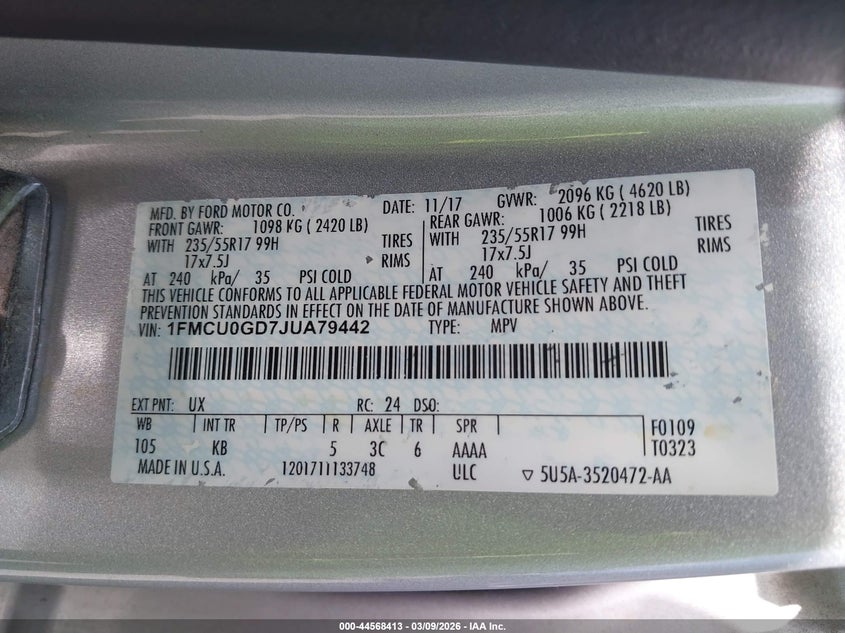 MFD. BY FORD MOTOR CO. DATE: 11/17 GVWR: 2096 KG ( 4620 LB)
FRONT GAWR: 1098 KG ( 2420 LB) REAR GAWR: 1006 KG ( 2218 LB)
WITH 235/55R17 99H TIRES WITH 235/55R17 99H TIRES
17x7.5J RIMS 17x7.5J RIMS
AT 240 kPa/ 35 PSI COLD AT 240 kPa/ 35 PSI COLD
THIS VEHICLE CONFORMS TO ALL APPLICABLE FEDERAL MOTOR VEHICLE SAFETY AND THEFT
PREVENTION STANDARDS IN EFFECT ON THE DATE OF MANUFACTURE SHOWN ABOVE.
VIN: 1FMCU0GD7JUA79442 TYPE: MPV
EXT PNT: UX RC: 24 DSO:
WB INT TR TP/PS R AXLE TR SPR F0109
105 KB 5 3C 6 AAAA T0323
MADE IN U.S.A. 1201711133748 ULC ▽ 5U5A-3520472-AA
000-44568413 - 03/09/2026 - IAA Inc.